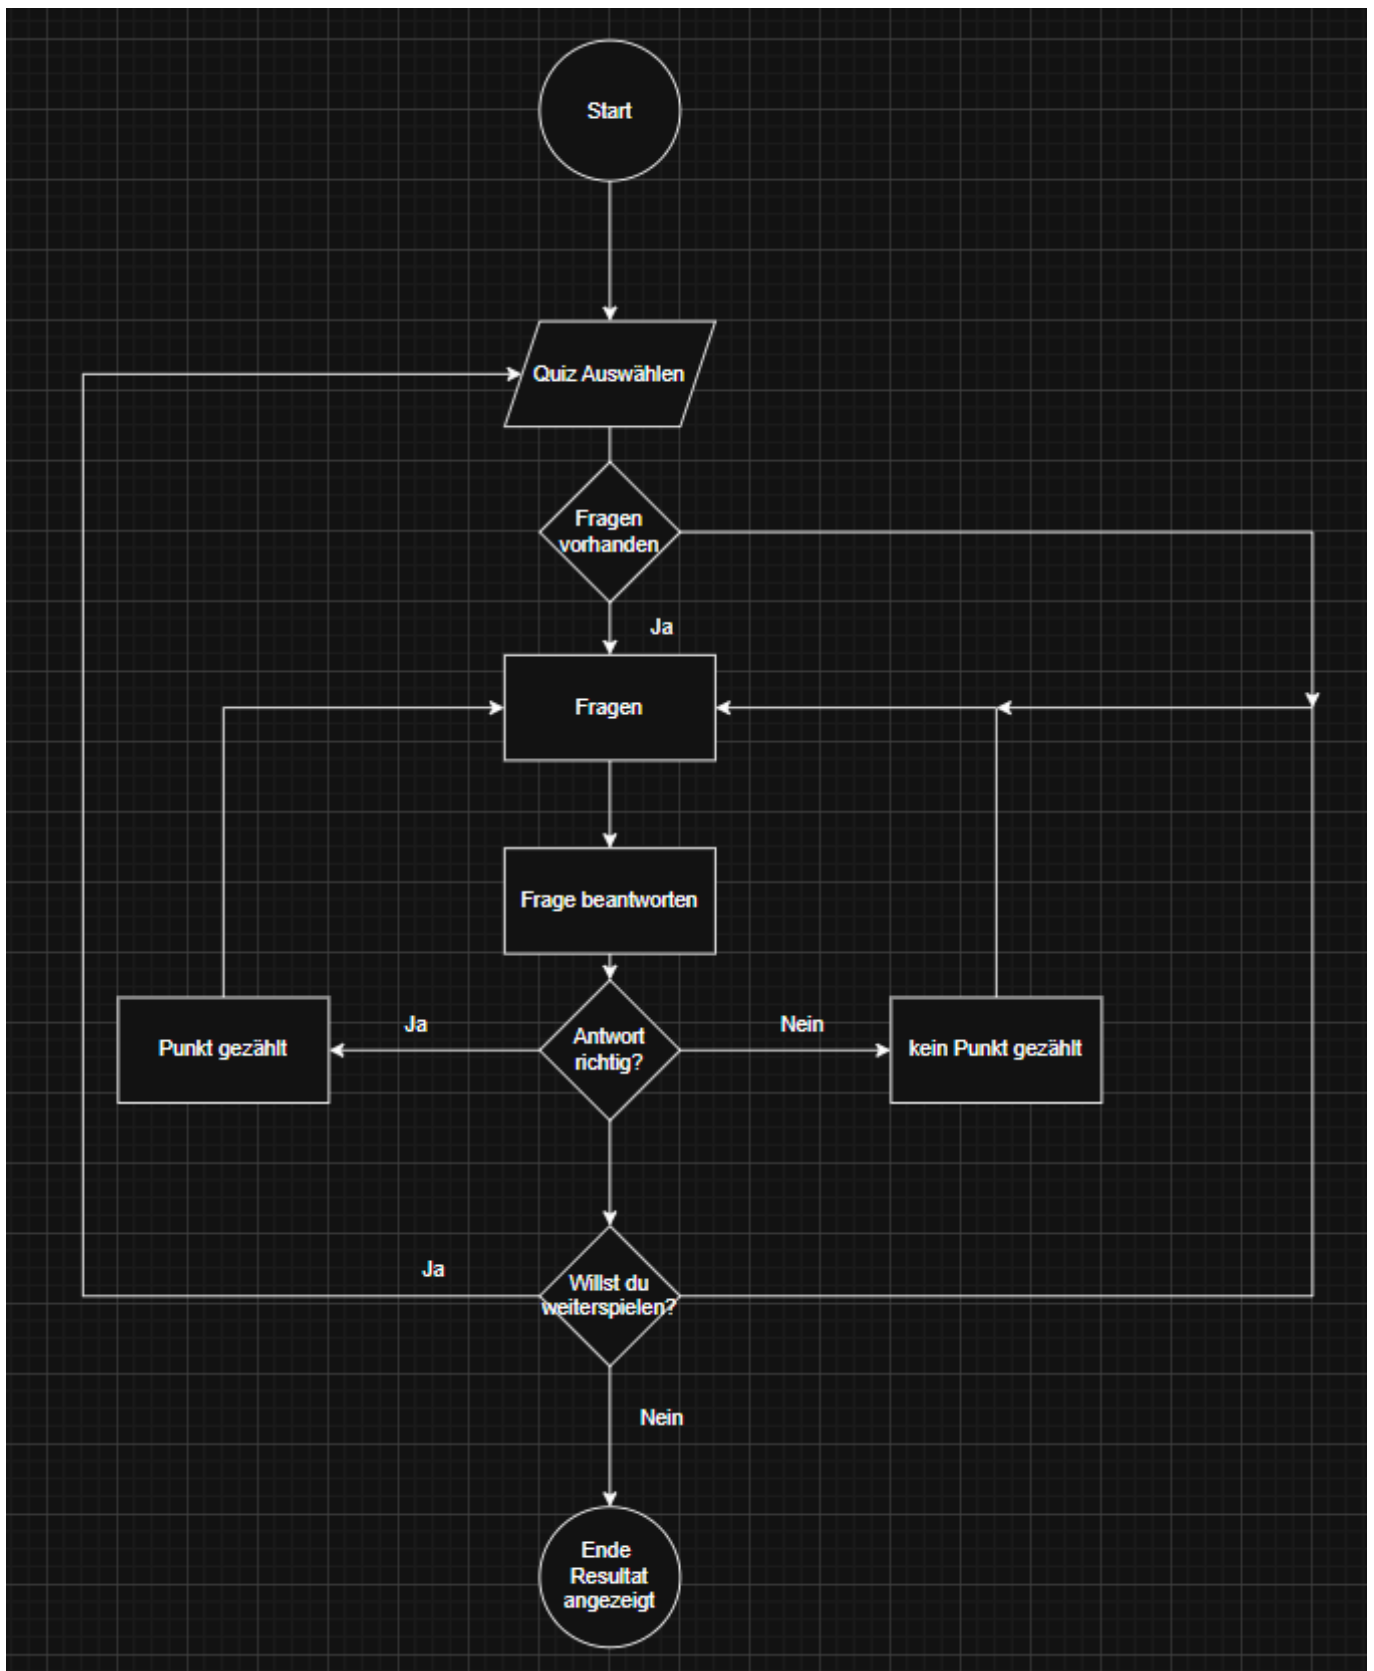 Start
Quiz Auswählen
Fragen
vorhanden
Ja
Fragen
Frage beantworten
Ja
Nein
Punkt gezählt
Antwort
richtig?
kein Punkt gezählt
Ja
Willst du
weiterspielen?
Nein
Ende
Resultat
angezeigt